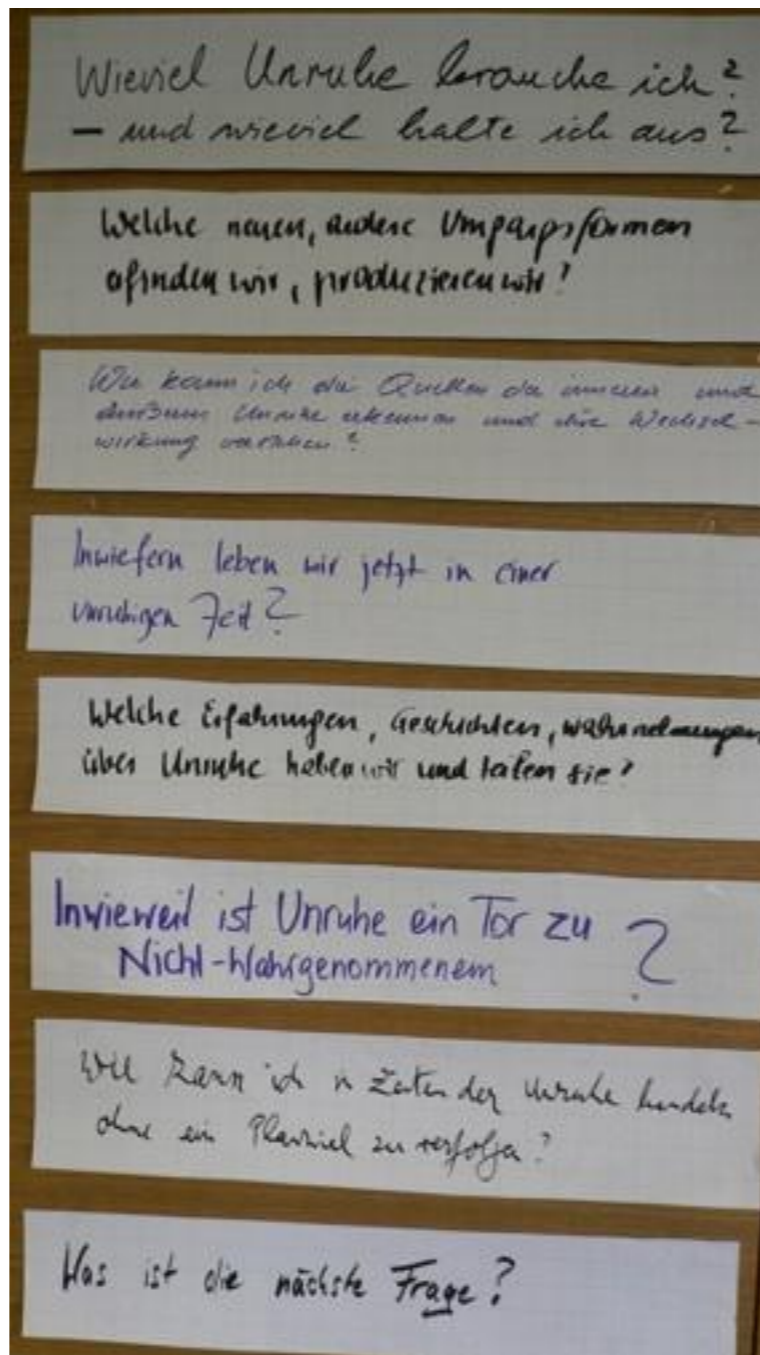 Wieviel Unruhe brauche ich?
– und wieviel halte ich aus?
Welche neuen, andere Umgangsformen
erfinden wir, produzieren wir?
Wie kann ich die Quellen der inneren und
äußeren Unruhe erkennen und ihre Wechsel-
wirkung verstehen?
Inwiefern leben wir jetzt in einer
unruhigen Zeit?
Welche Erfahrungen, Geschichten, Wahrnehmungen
über Unruhe haben wir und teilen sie?
Inwieweit ist Unruhe ein Tor zu
Nicht-Wahrgenommenem ?
Wie kann ich in Zeiten der Unruhe handeln
ohne ein Planziel zu verfolgen?
Was ist die nächste Frage?